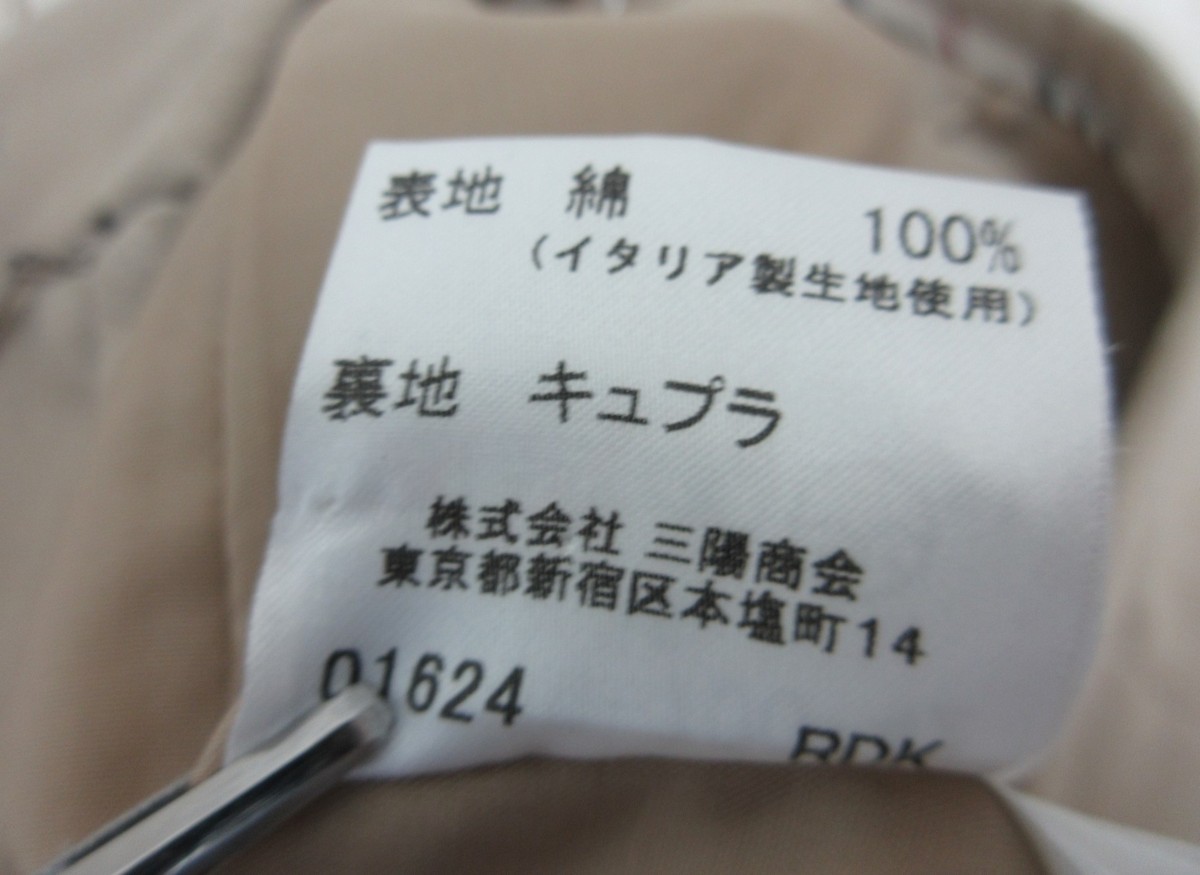 表地　綿　100%
（イタリア製生地使用）
裏地　キュプラ
株式会社 三陽商会
東京都新宿区本塩町14
01624